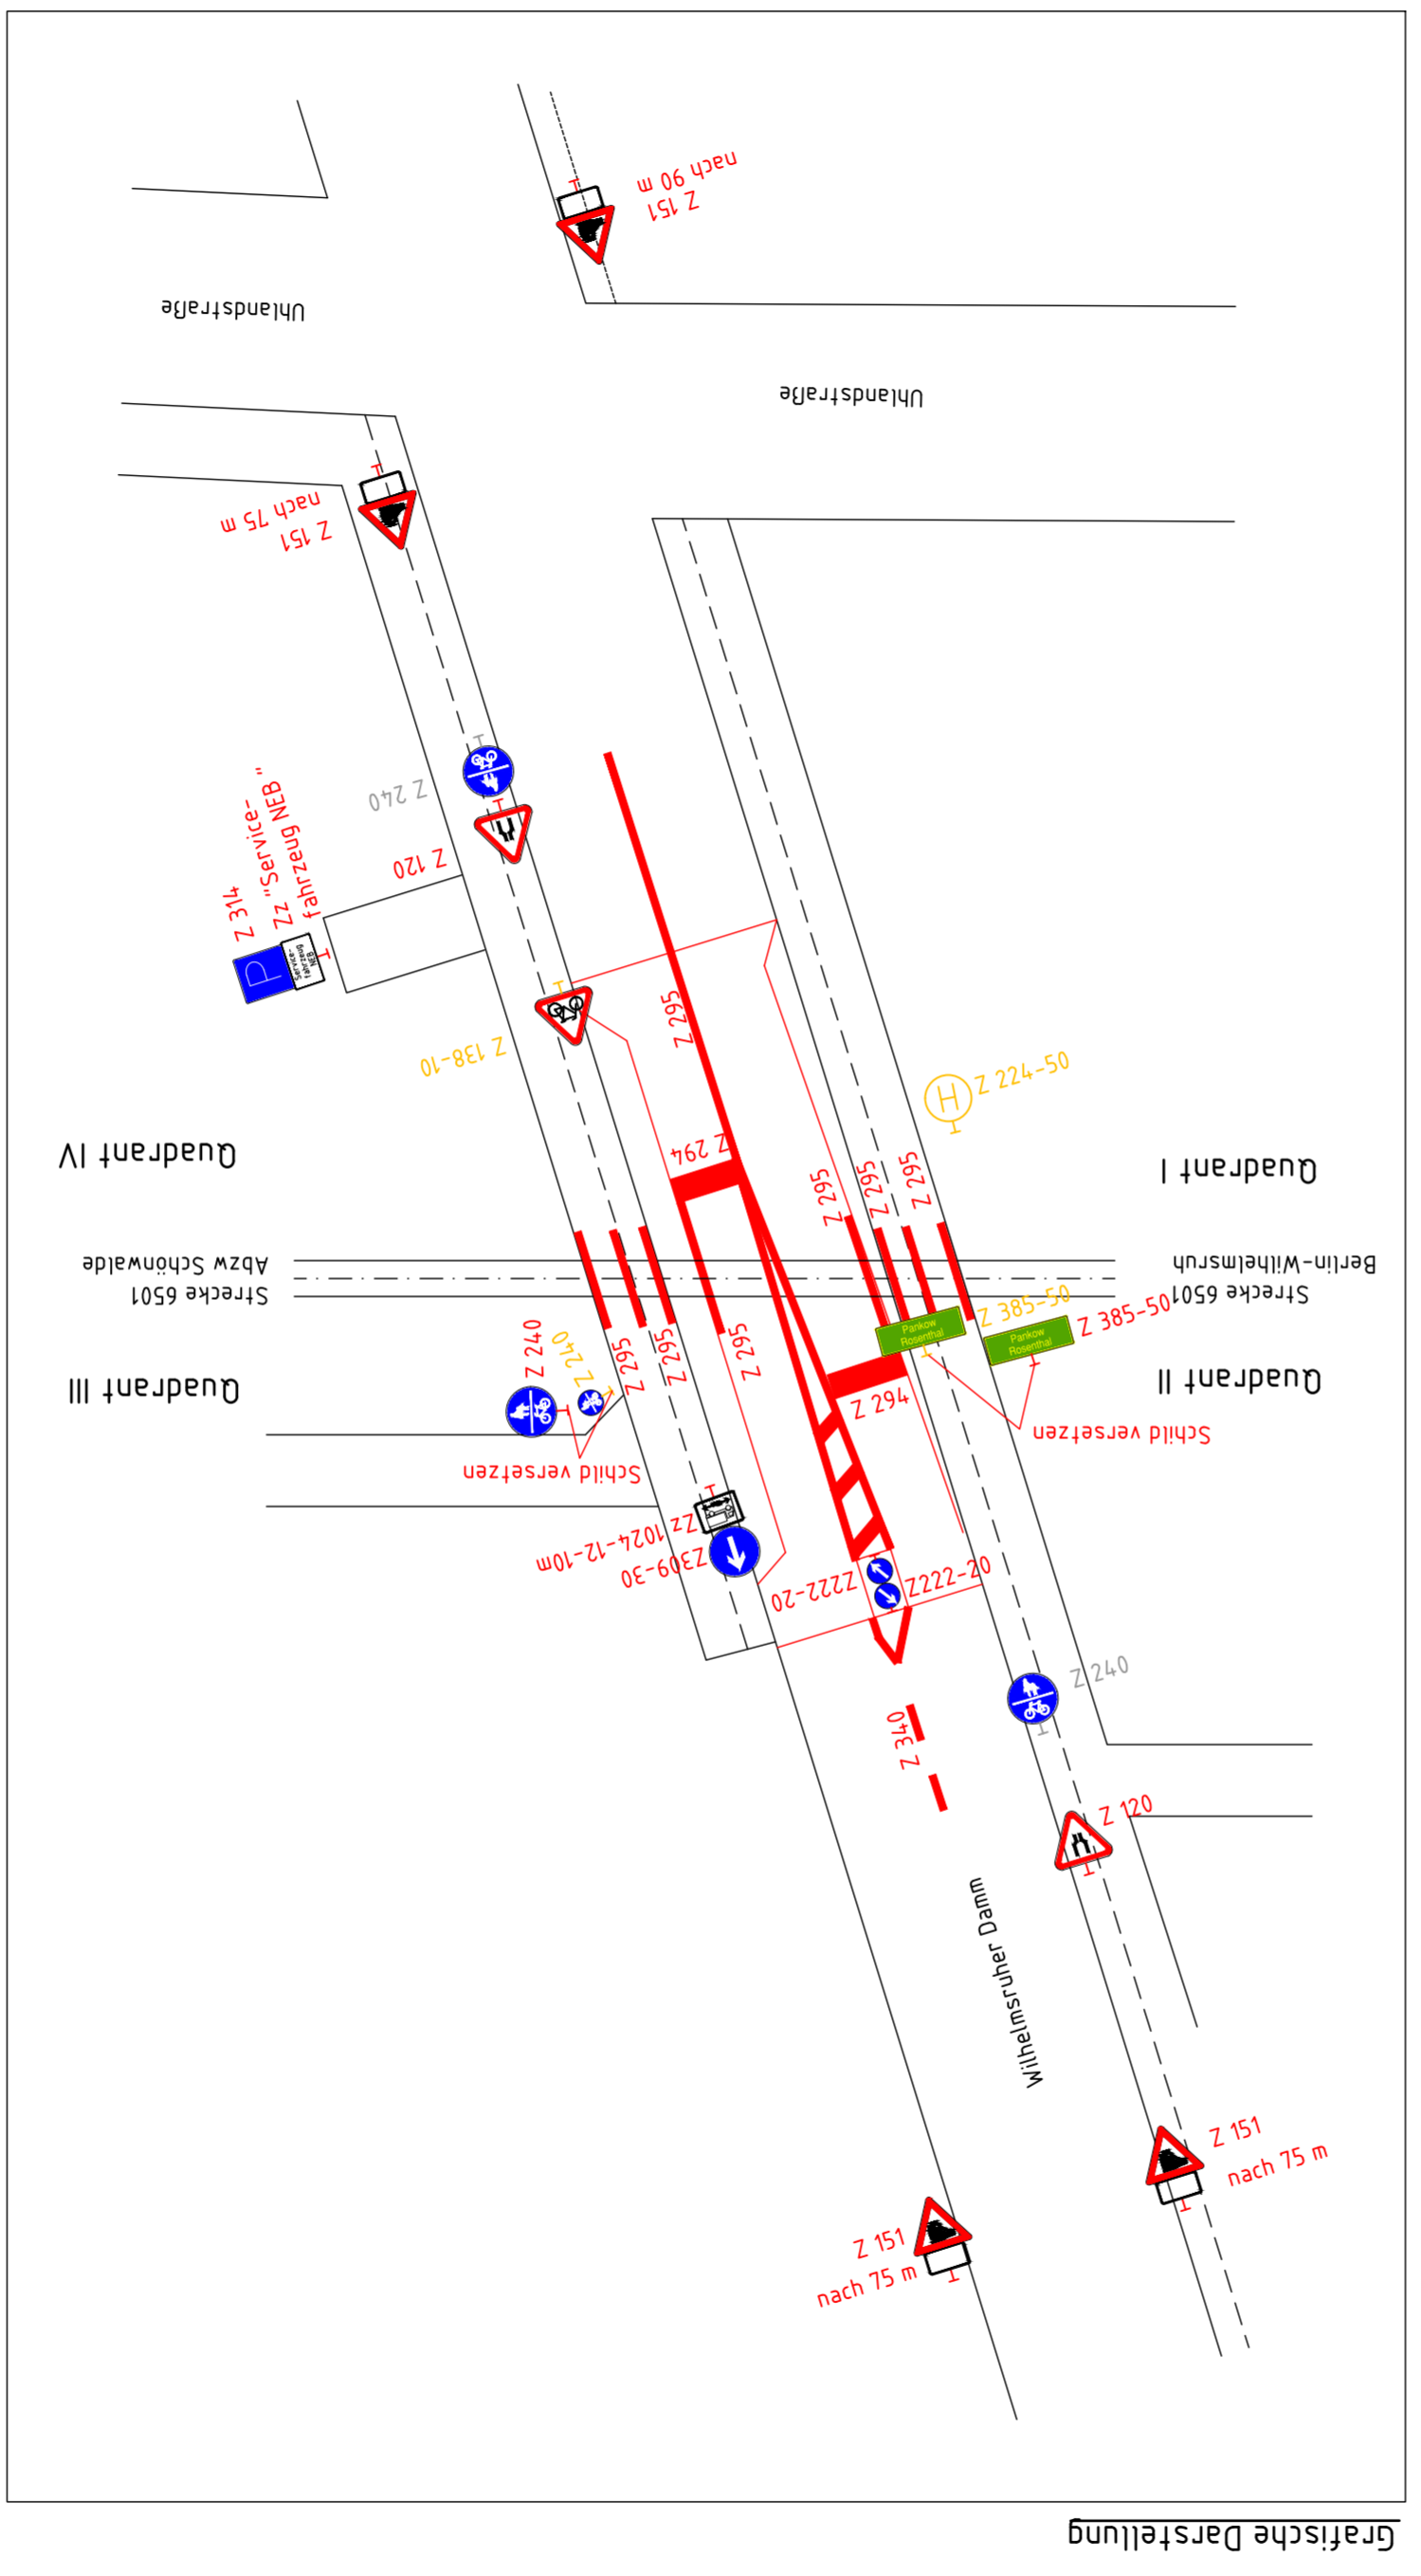 Grafische Darstellung
Z 151
nach 75 m
Z 151
nach 75 m
Wilhelmsruher Damm
Z 120
Z 240
Z 340
Z222-20
Z222-20
Z309-30
Zz 1024-12-10m
Schild versetzen
Schild versetzen
Z 240
Z 240
Quadrant II
Quadrant III
Z 294
Z 295
Z 295
Z 295
Pankow
Rosenthal
Z 385-50
Pankow
Rosenthal
Z 385-50
Strecke 6501
Berlin-Wilhelmsruh
Strecke 6501
Abzw Schönwalde
Quadrant I
Quadrant IV
Z 295
Z 295
Z 295
Z 294
H
Z 224-50
Z 138-10
Z 295
P
Service-
fahrzeug
NEB
Z 314
Zz "Service-
fahrzeug NEB"
Z 120
Z 240
Z 151
nach 75 m
Uhlandstraße
Uhlandstraße
Z 151
nach 90 m